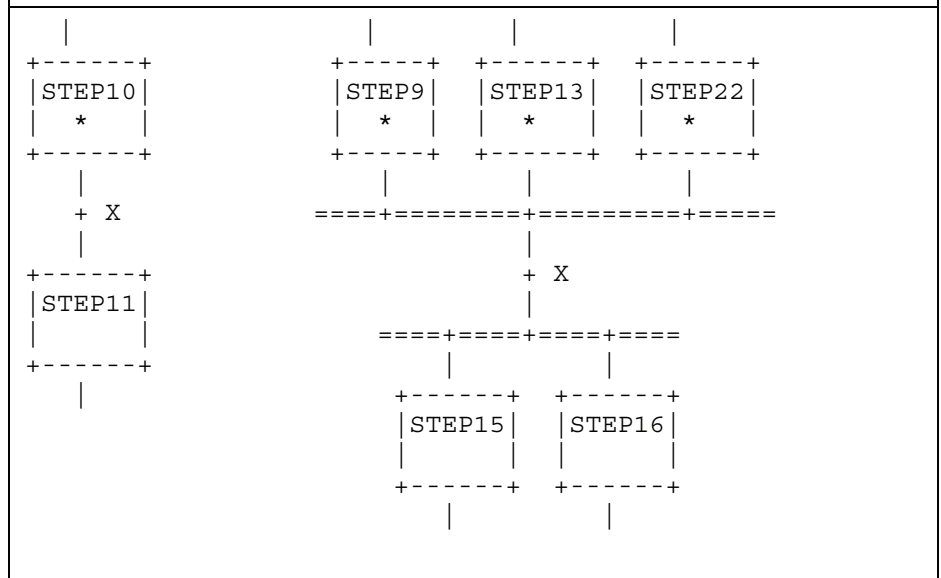 |                 |        |         |
+------+           +-----+  +------+  +------+
|STEP10|           |STEP9|  |STEP13|  |STEP22|
|  *   |           |  *  |  |  *   |  |  *   |
+------+           +-----+  +------+  +------+
|                  |        |         |
+ X           ====+========+=========+=====
|                           |
+------+                       + X
|STEP11|                       |
|      |              ====+====+====+====
+------+                  |         |
|                    +------+  +------+
|STEP15|  |STEP16|
|      |  |      |
+------+  +------+
|         |